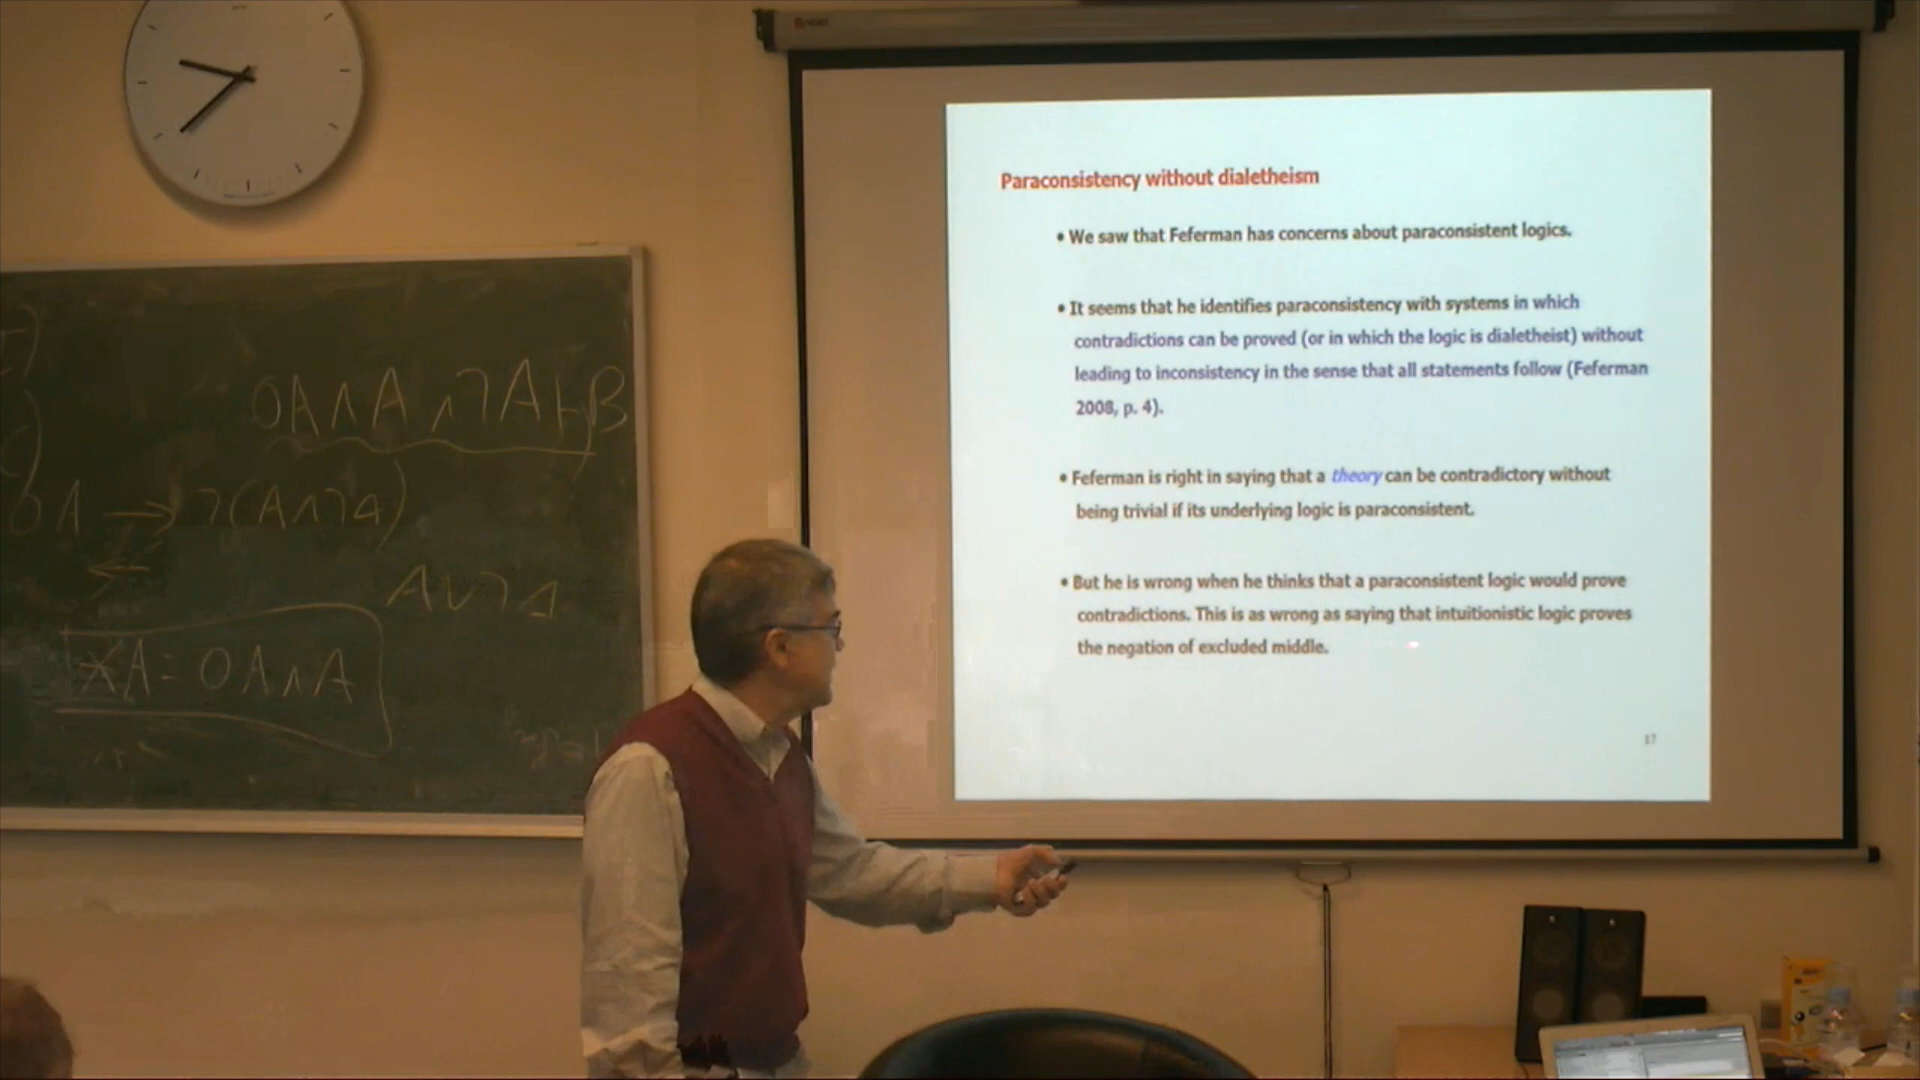 Paraconsistency without dialetheism
• We saw that Feferman has concerns about paraconsistent logics.
• It seems that he identifies paraconsistency with systems in which
contradictions can be proved (or in which the logic is dialetheist) without
leading to inconsistency in the sense that all statements follow (Feferman
2008, p. 4).
• Feferman is right in saying that a theory can be contradictory without
being trivial if its underlying logic is paraconsistent.
• But he is wrong when he thinks that a paraconsistent logic would prove
contradictions. This is as wrong as saying that intuitionistic logic proves
the negation of excluded middle.
17
OA∧A∧¬A⊢B
OA → ¬(A∧¬A)
←
A∨¬A
*A = OA∧A